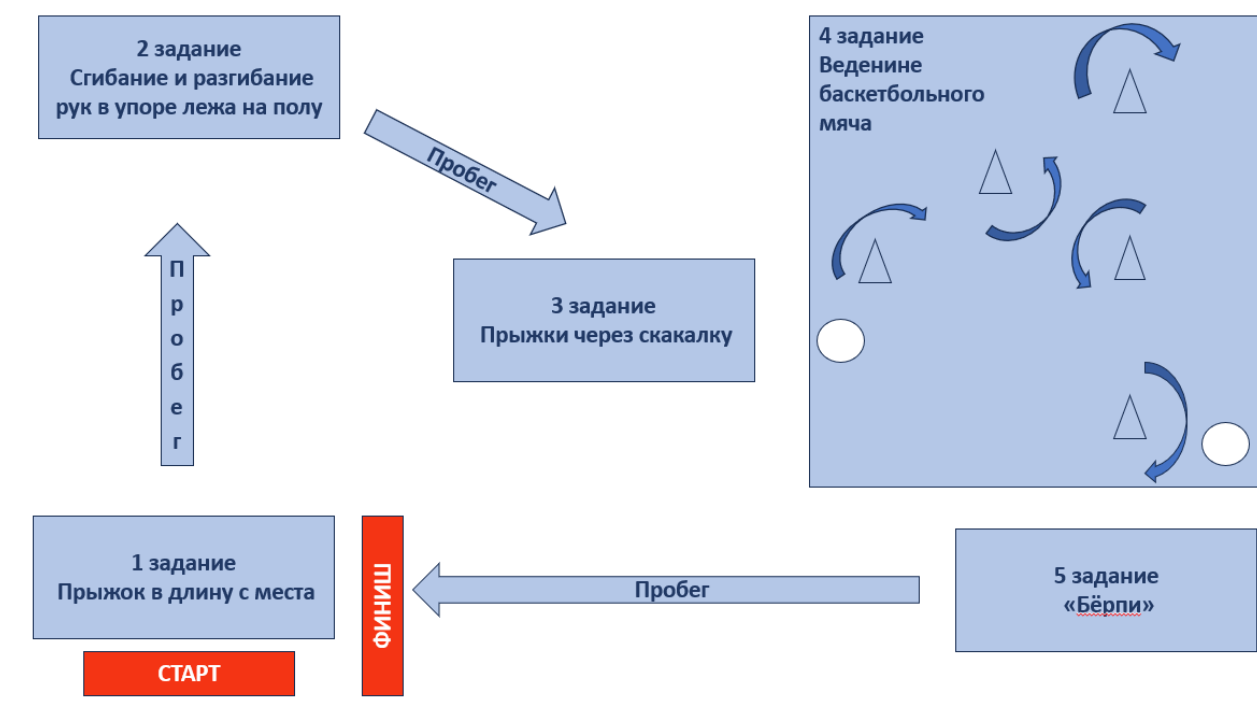 2 задание
Сгибание и разгибание
рук в упоре лежа на полу
4 задание
Веденине
баскетбольного
мяча
Пробег
Пробег
3 задание
Прыжки через скакалку
1 задание
Прыжок в длину с места
ФИНИШ
Пробег
5 задание
«Бёрпи»
СТАРТ